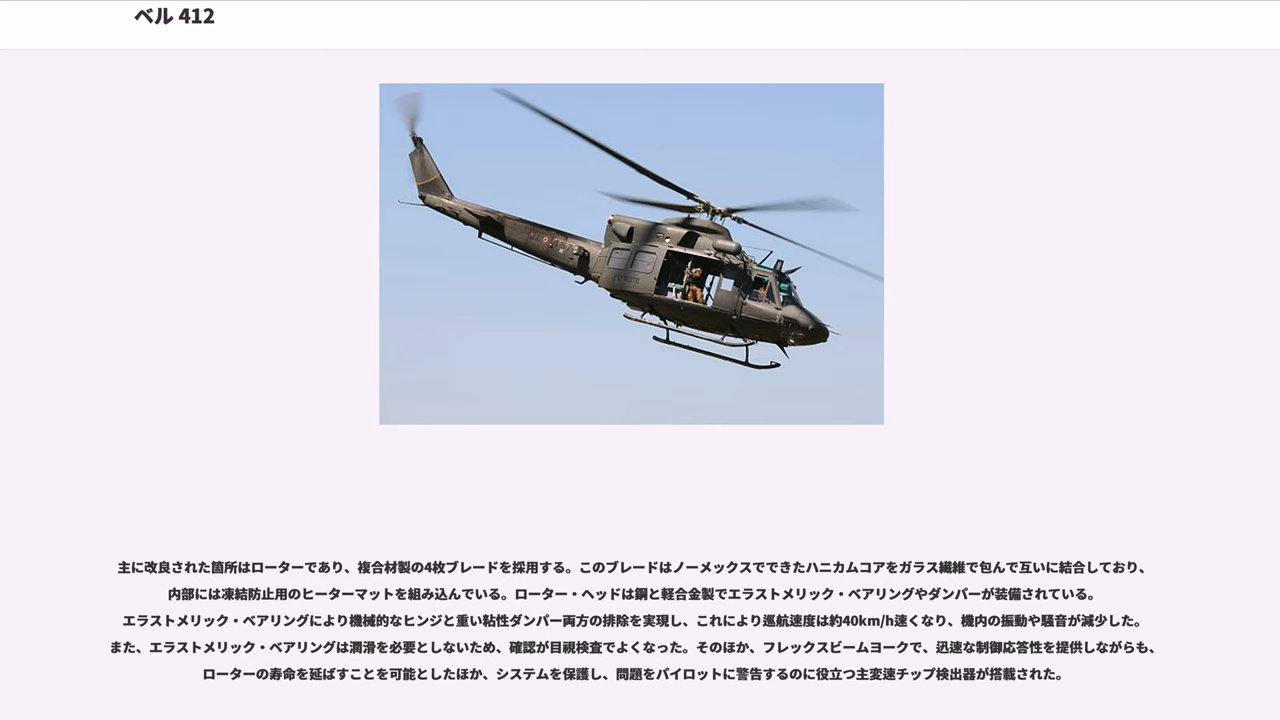 ベル 412
主に改良された箇所はローターであり、複合材製の4枚ブレードを採用する。このブレードはノーメックスでできたハニカムコアをガラス繊維で包んで互いに結合しており、
内部には凍結防止用のヒーターマットを組み込んでいる。ローター・ヘッドは鋼と軽合金製でエラストメリック・ベアリングやダンパーが装備されている。
エラストメリック・ベアリングにより機械的なヒンジと重い粘性ダンパー両方の排除を実現し、これにより巡航速度は約40km/h速くなり、機内の振動や騒音が減少した。
また、エラストメリック・ベアリングは潤滑を必要としないため、確認が目視検査でよくなった。そのほか、フレックスビームヨークで、迅速な制御応答性を提供しながらも、
ローターの寿命を延ばすことを可能としたほか、システムを保護し、問題をパイロットに警告するのに役立つ主変速チップ検出器が搭載された。